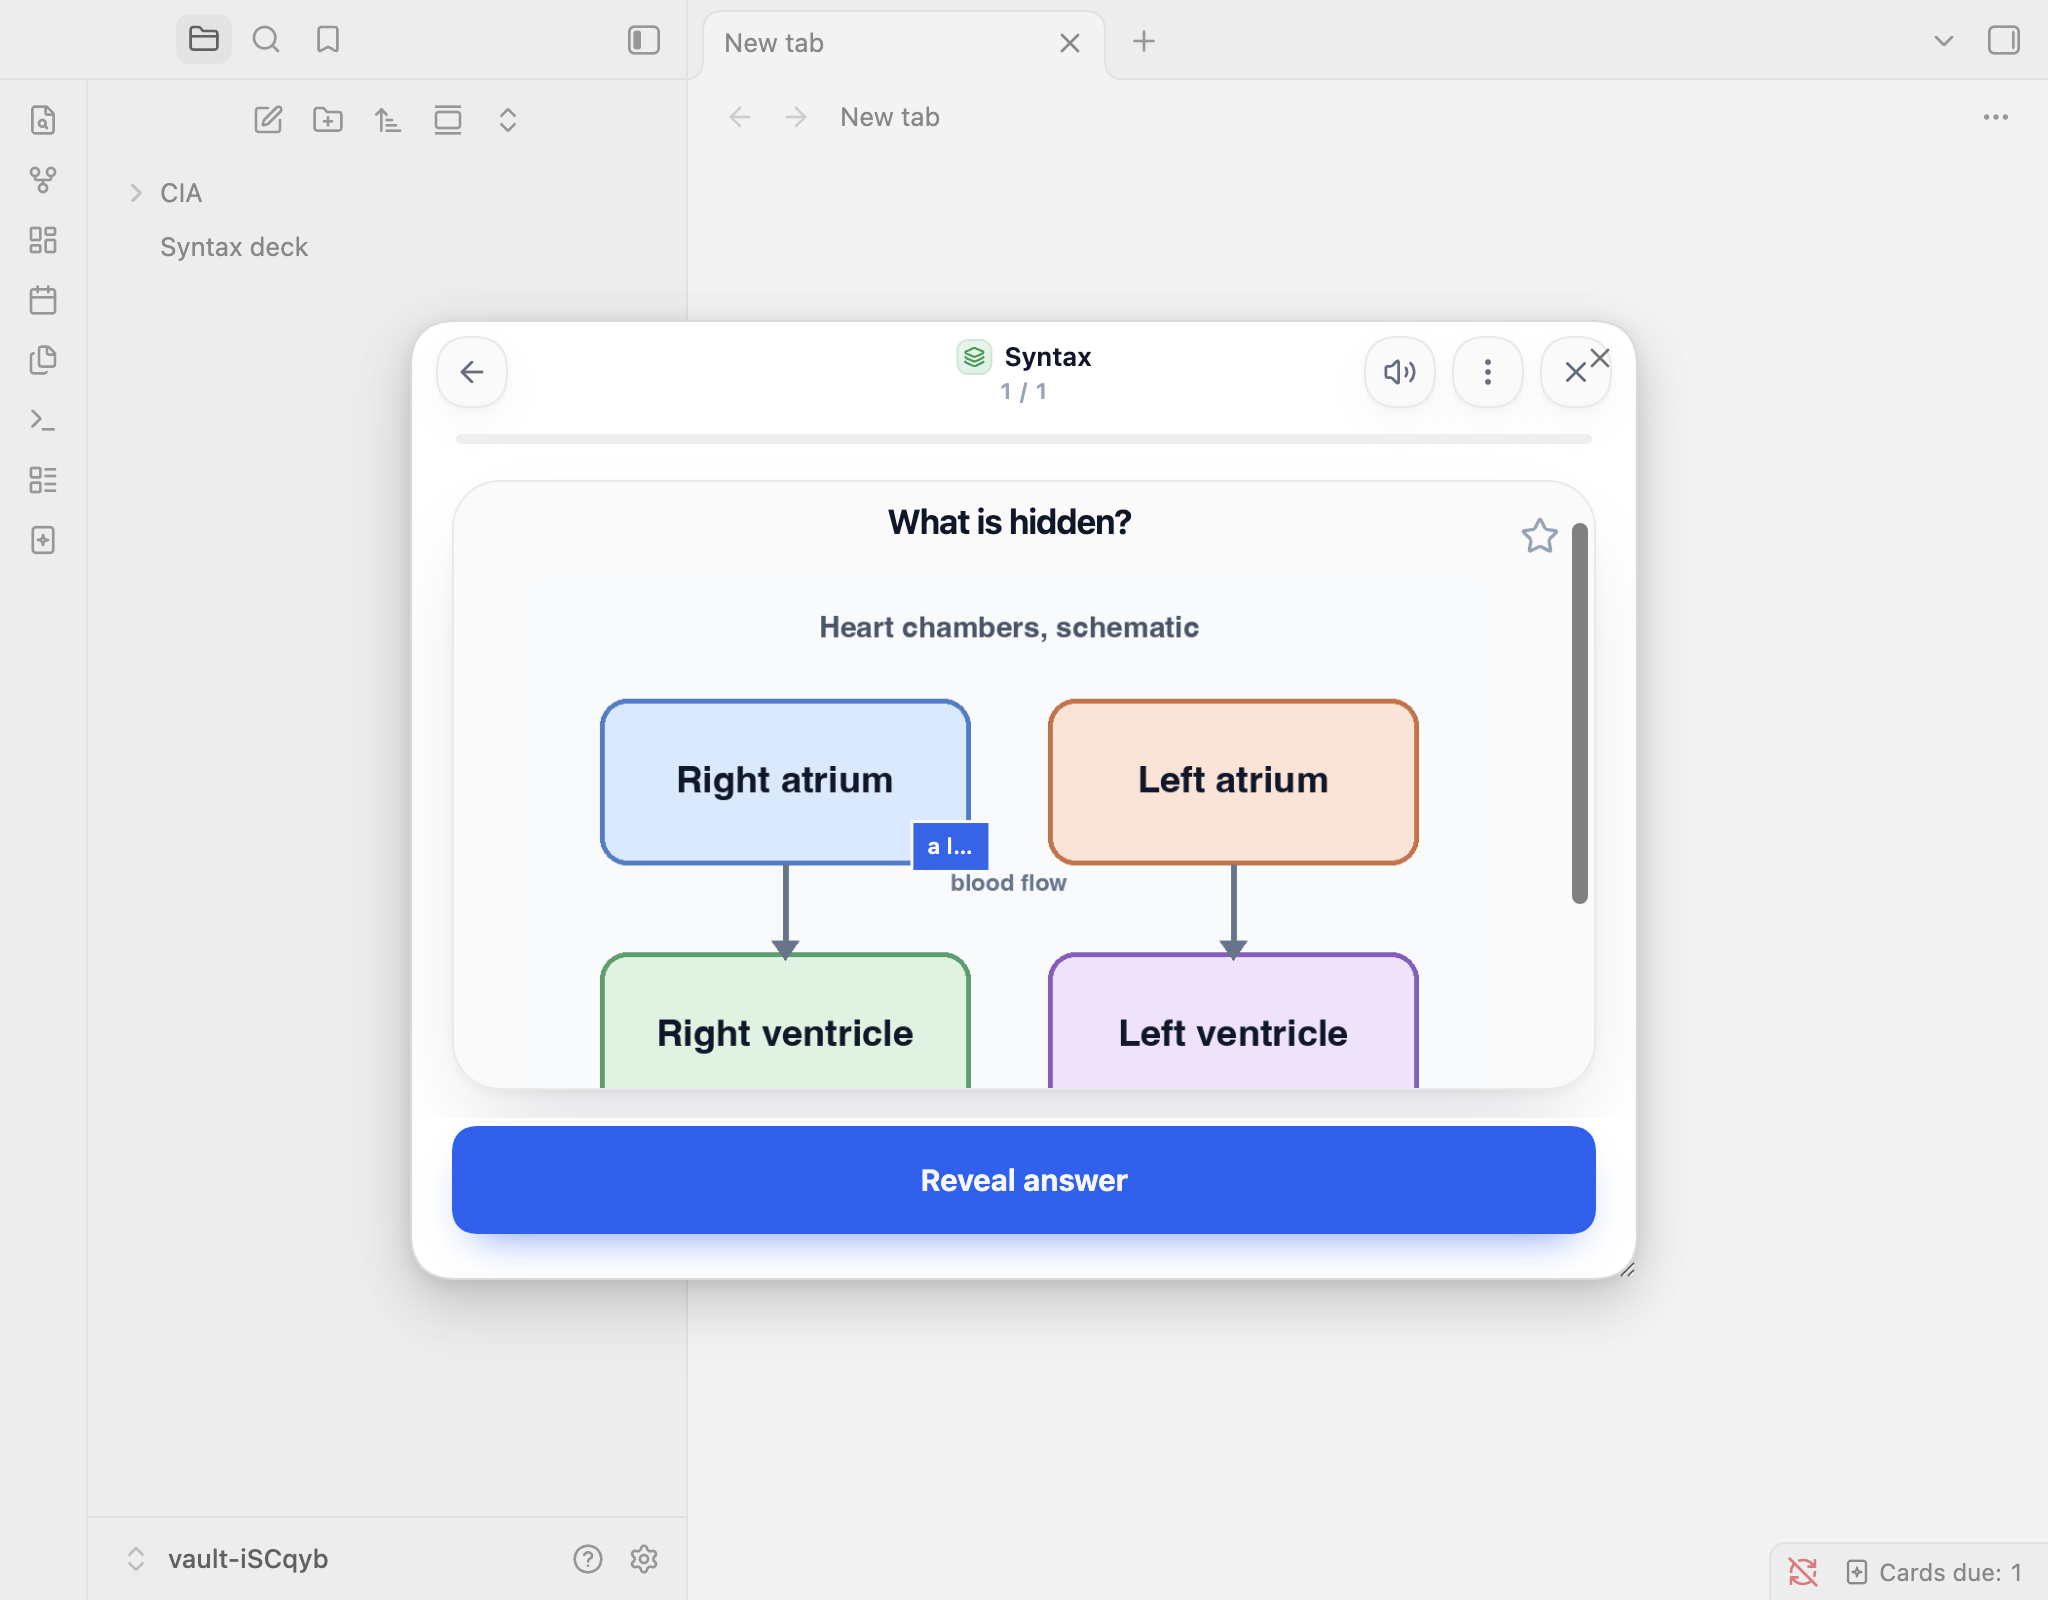 New tab
New tab
CIA
Syntax deck
Syntax
1 / 1
What is hidden?
Heart chambers, schematic
Right atrium
Left atrium
a l...
blood flow
Right ventricle
Left ventricle
Reveal answer
vault-iSCqyb
Cards due: 1